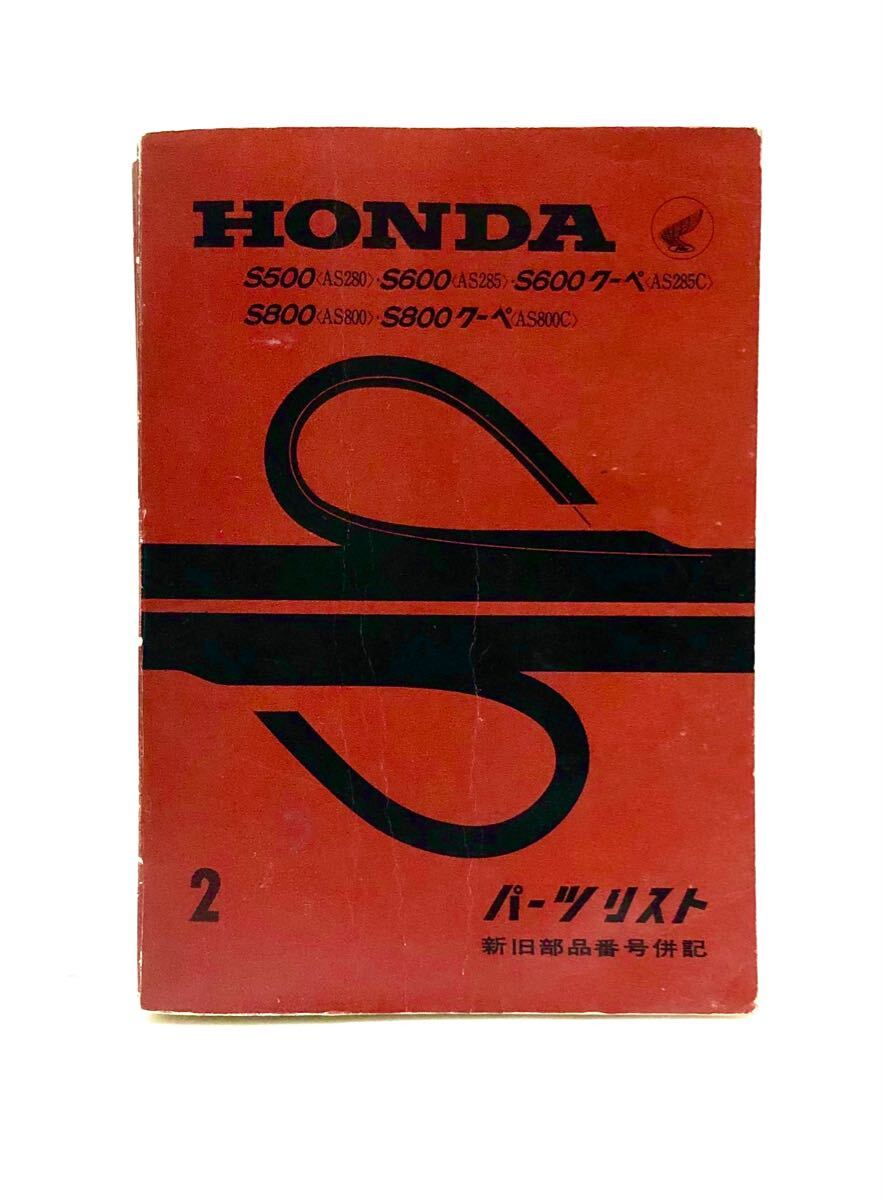 HONDA
S500〈AS280〉・S600〈AS285〉・S600クーペ〈AS285C〉
S800〈AS800〉・S800クーペ〈AS800C〉
2
パーツリスト
新旧部品番号併記